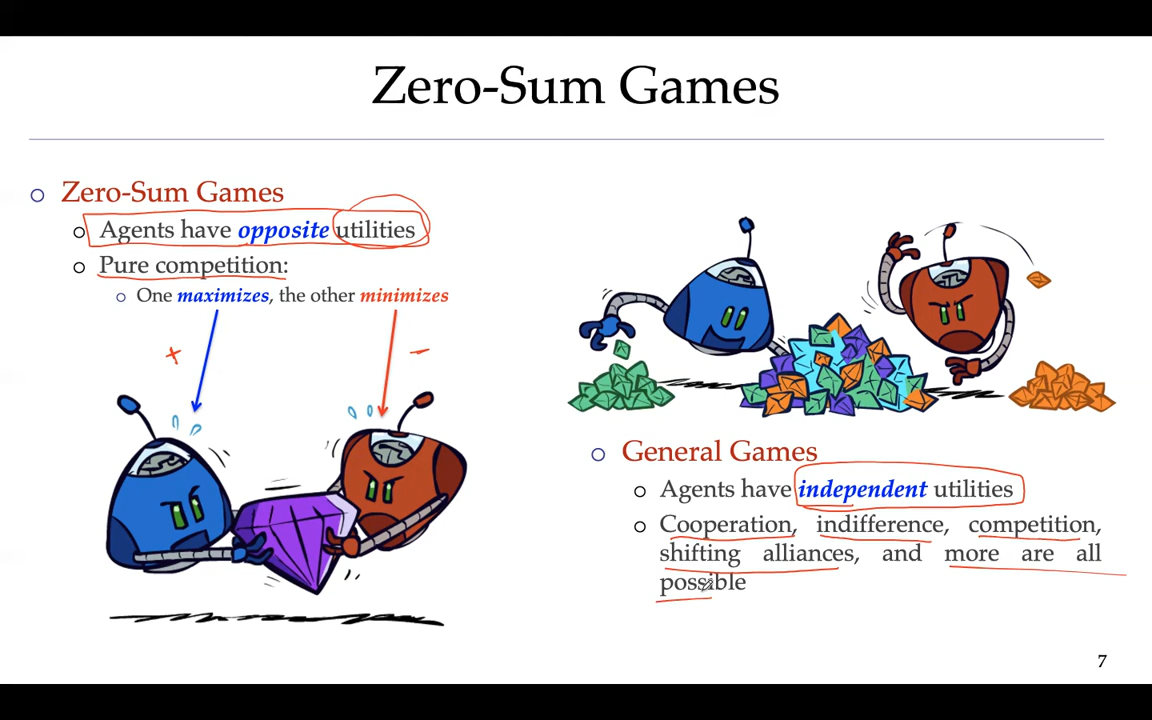 Zero-Sum Games
Zero-Sum Games
Agents have opposite utilities
Pure competition:
One maximizes, the other minimizes
+
−
General Games
Agents have independent utilities
Cooperation, indifference, competition,
shifting alliances, and more are all
possible
7